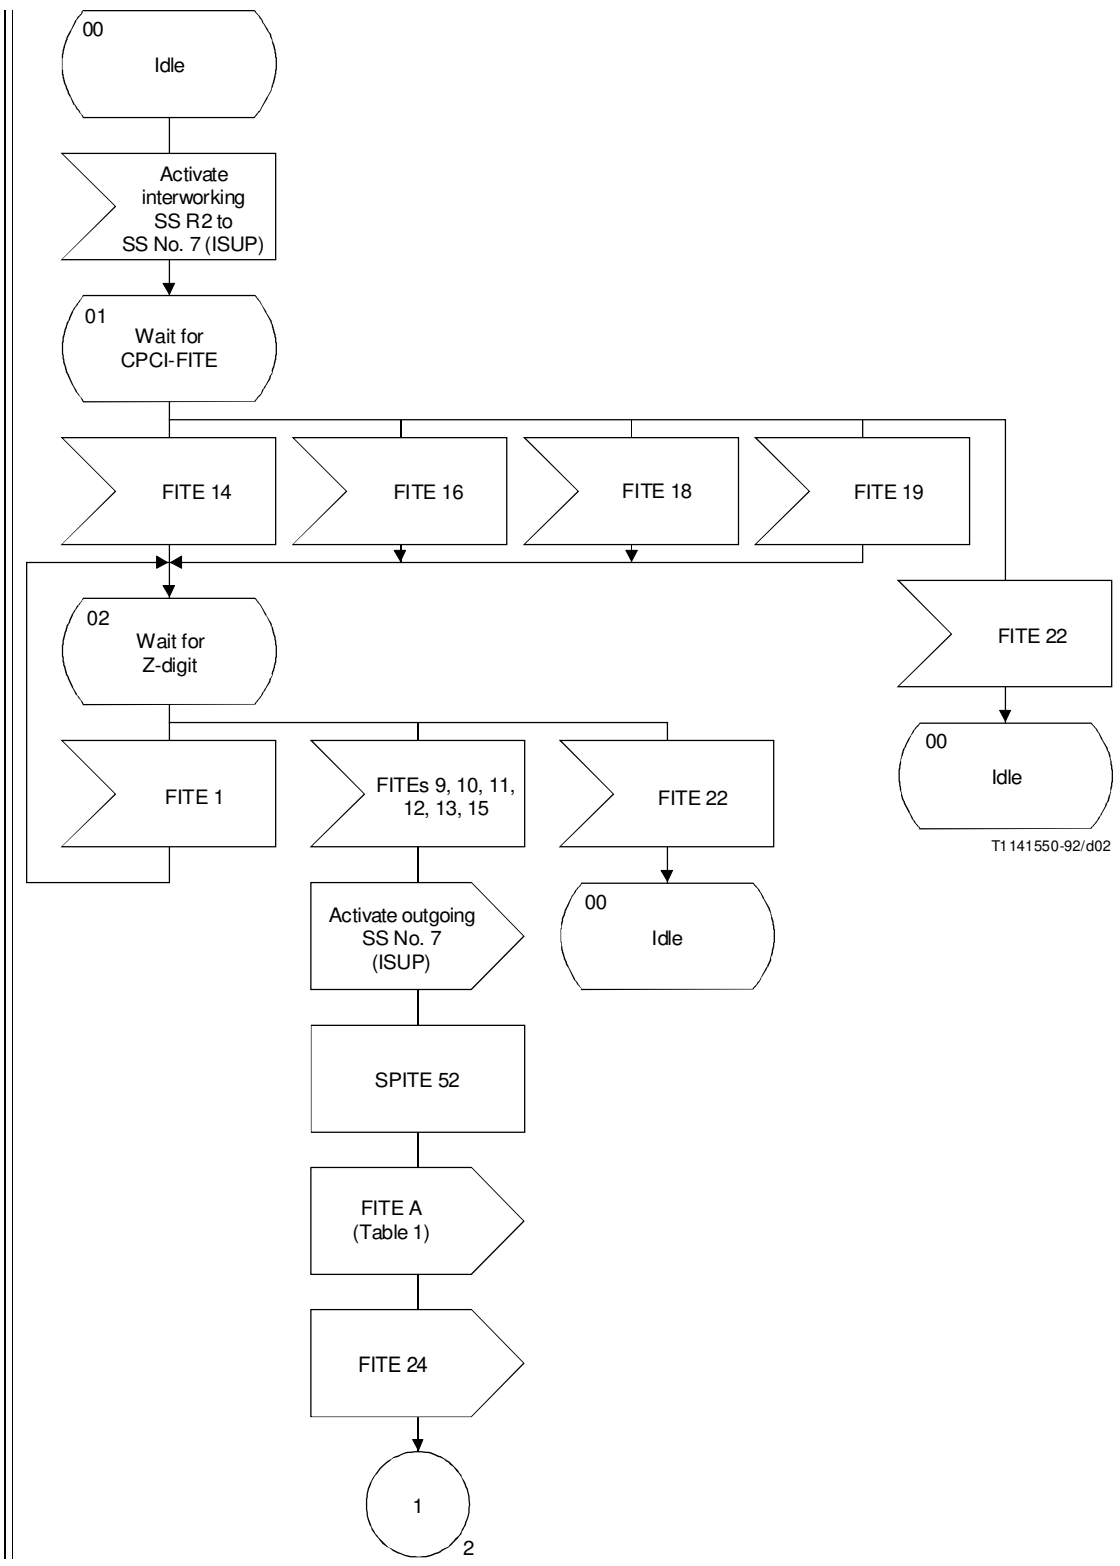 00
Idle
Activate
interworking
SS R2 to
SS No. 7 (ISUP)
01
Wait for
CPCI-FITE
FITE 14
FITE 16
FITE 18
FITE 19
02
Wait for
Z-digit
FITE 22
00
Idle
T1141550-92/d02
FITE 1
FITEs 9, 10, 11,
12, 13, 15
FITE 22
Activate outgoing
SS No. 7
(ISUP)
00
Idle
SPITE 52
FITE A
(Table 1)
FITE 24
1
2